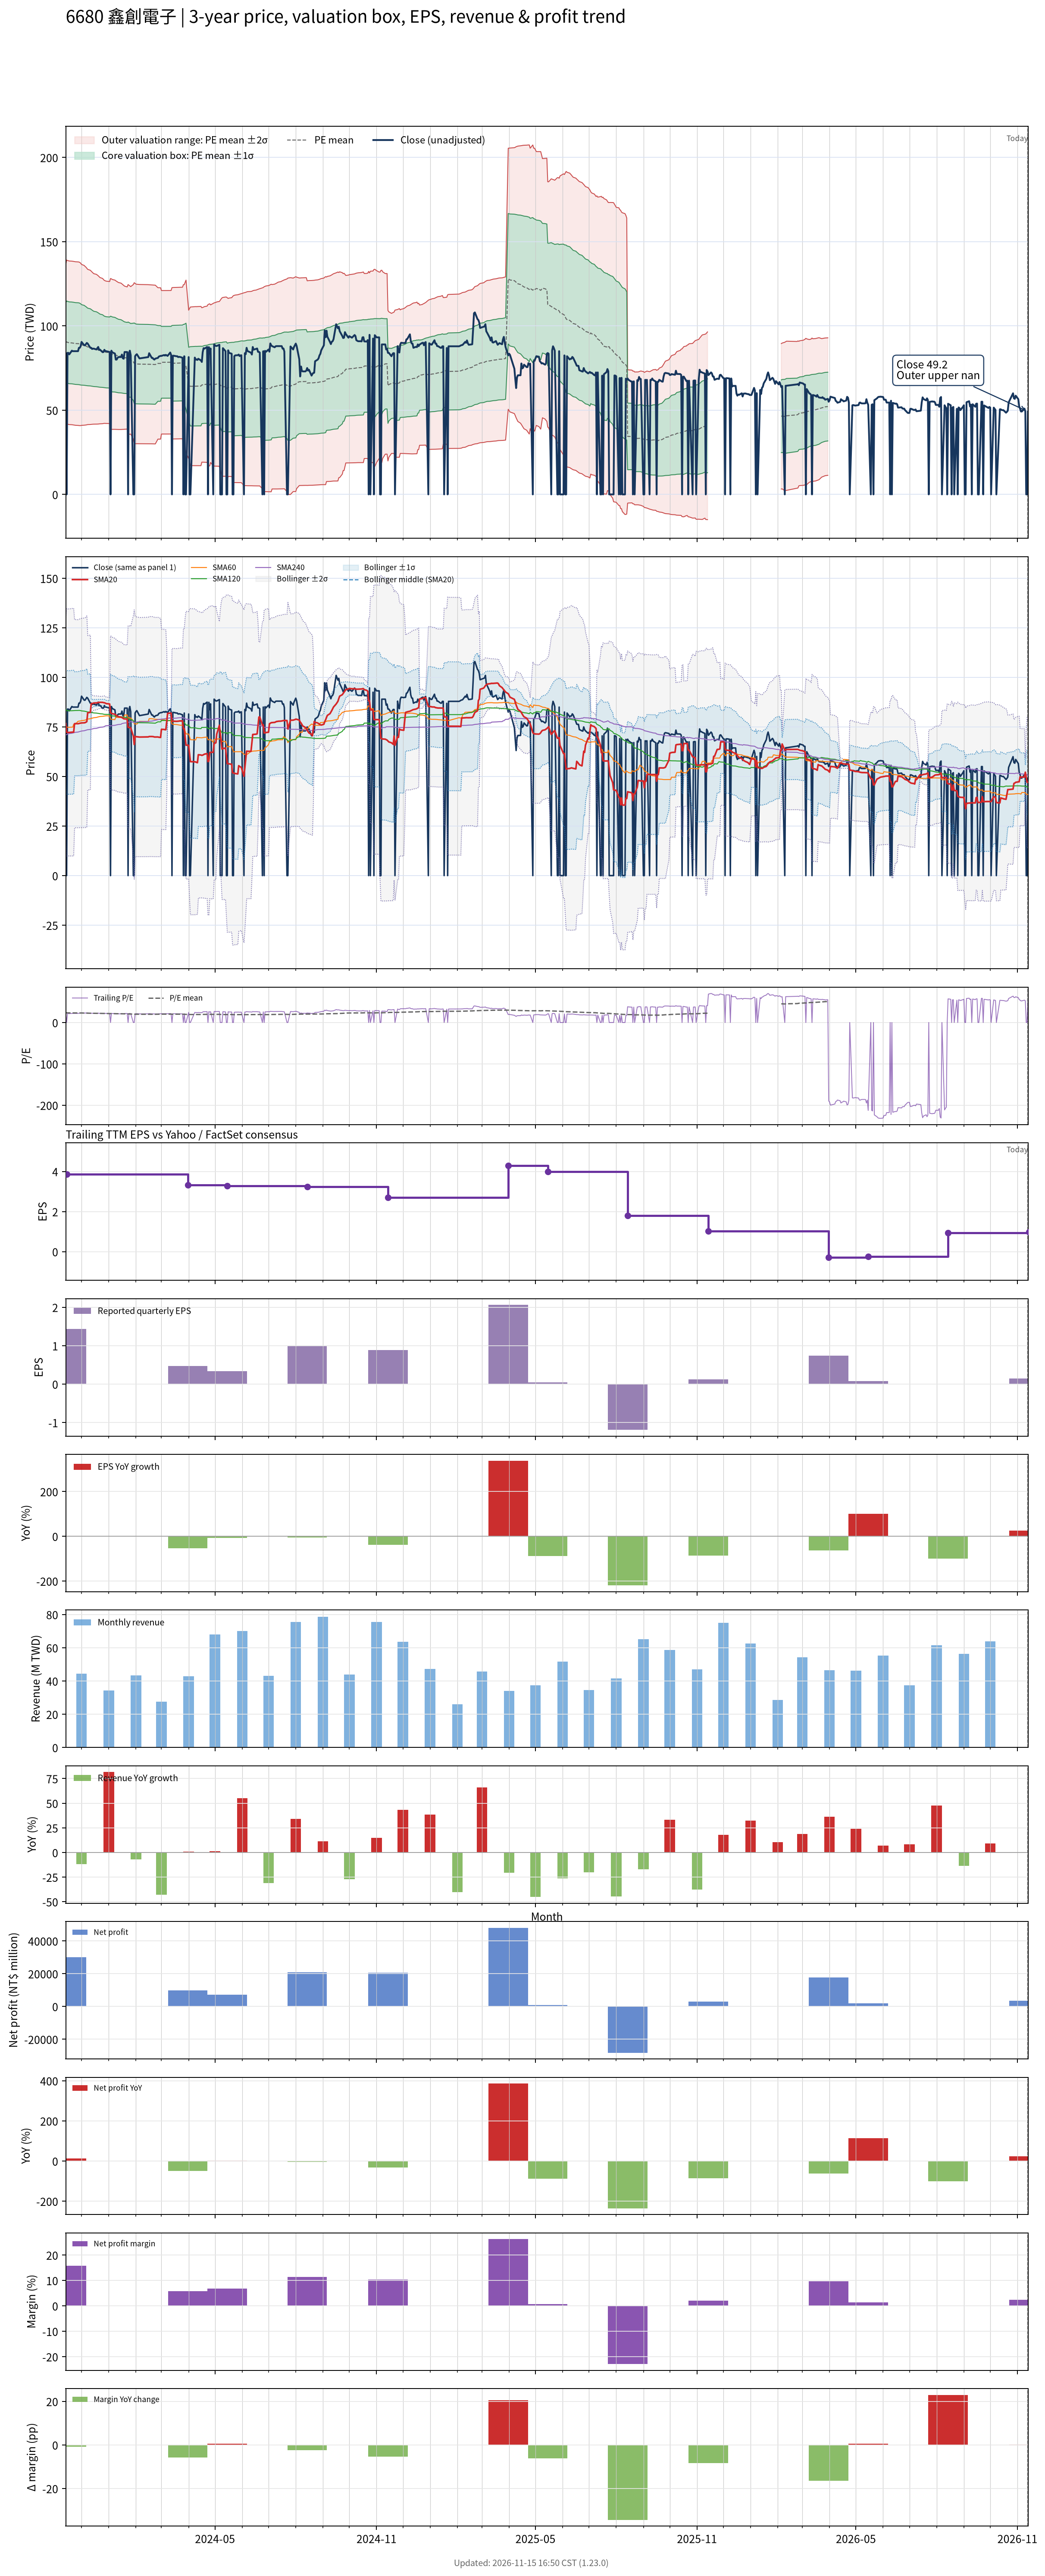 6680 鑫創電子 | 3-year price, valuation box, EPS, revenue & profit trend
Outer valuation range: PE mean ±2σ
PE mean
Close (unadjusted)
Core valuation box: PE mean ±1σ
Today
Close 49.2
Outer upper nan
Price (TWD)
200
150
100
50
0
Close (same as panel 1)
SMA60
SMA240
Bollinger ±1σ
SMA20
SMA120
Bollinger ±2σ
Bollinger middle (SMA20)
Price
150
125
100
75
50
25
0
-25
Trailing P/E
P/E mean
P/E
0
-100
-200
Trailing TTM EPS vs Yahoo / FactSet consensus
Today
EPS
4
2
0
Reported quarterly EPS
EPS
2
1
0
-1
EPS YoY growth
YoY (%)
200
0
-200
Monthly revenue
Revenue (M TWD)
80
60
40
20
0
Revenue YoY growth
YoY (%)
75
50
25
0
-25
-50
Month
Net profit
Net profit (NT$ million)
40000
20000
0
-20000
Net profit YoY
YoY (%)
400
200
0
-200
Net profit margin
Margin (%)
20
10
0
-10
-20
Margin YoY change
Δ margin (pp)
20
0
-20
2024-05
2024-11
2025-05
2025-11
2026-05
2026-11
Updated: 2026-11-15 16:50 CST (1.23.0)